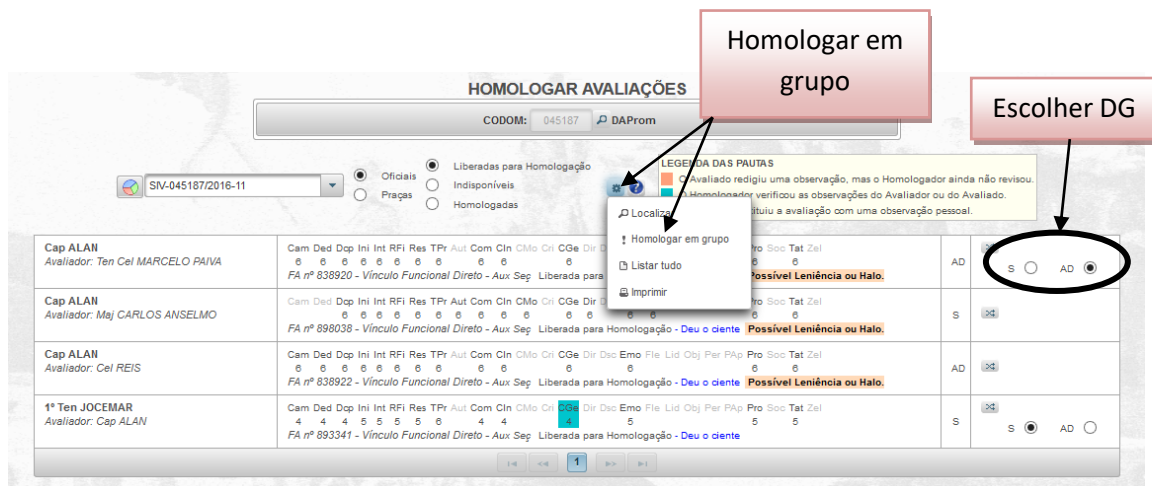 Homologar em
grupo
Escolher DG
HOMOLOGAR AVALIAÇÕES
CODOM: 045187 DAProm
SIV-045187/2016-11
Oficiais
Praças
Liberadas para Homologação
Indisponíveis
Homologadas
LEGENDA DAS PAUTAS
O Avaliado redigiu uma observação, mas o Homologador ainda não revisou.
O Homologador verificou as observações do Avaliador ou do Avaliado.
a avaliação com uma observação pessoal.
Localizar
Homologar em grupo
Listar tudo
Imprimir
Cap ALAN
Avaliador: Ten Cel MARCELO PAIVA
Cam Ded Dcp Ini Int RFi Res TPr Aut Com Cln CMo Cri CGe Dir Pro Soc Tat Zel
6 6 6 6 6 6 6 6 6 6 6 6 6
FA nº 838920 - Vínculo Funcional Direto - Aux Seç Liberada para Possível Leniência ou Halo.
AD
S AD
Cap ALAN
Avaliador: Maj CARLOS ANSELMO
Cam Ded Dcp Ini Int RFi Res TPr Aut Com Cln CMo Cri CGe Dir Pro Soc Tat Zel
6 6 6 6 6 6 6 6 6 6 6 6 6 6
FA nº 898038 - Vínculo Funcional Direto - Aux Seç Liberada para Homologação - Deu o ciente Possível Leniência ou Halo.
S
Cap ALAN
Avaliador: Cel REIS
Cam Ded Dcp Ini Int RFi Res TPr Aut Com Cln CMo Cri CGe Dir Dsc Emo Fle Lid Obj Per PAp Pro Soc Tat Zel
6 6 6 6 6 6 6 6 6 6 6 6 6 6
FA nº 838922 - Vínculo Funcional Direto - Aux Seç Liberada para Homologação - Deu o ciente Possível Leniência ou Halo.
AD
1º Ten JOCEMAR
Avaliador: Cap ALAN
Cam Ded Dcp Ini Int RFi Res TPr Aut Com Cln CMo Cri CGe Dir Dsc Emo Fle Lid Obj Per PAp Pro Soc Tat Zel
4 4 4 5 5 5 5 6 4 4 4 5 5 5
FA nº 893341 - Vínculo Funcional Direto - Aux Seç Liberada para Homologação - Deu o ciente
S
S AD
1